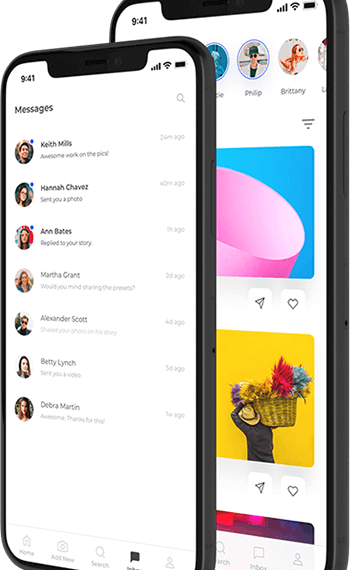 9:41
Messages
Keith Mills
24m ago
Awesome work on the pics!
Hannah Chavez
40m ago
Sent you a photo
Ann Bates
1h ago
Replied to your story.
Martha Grant
2d ago
Would you mind sharing the presets?
Alexander Scott
4d ago
Shared your photo on his story
Betty Lynch
5d ago
Sent you a video
Debra Martin
1w ago
Awesome. Thanks for this!
Home
Add New
Search
Inbox
9:41
cie
Philip
Brittany
L
Search
Inbox